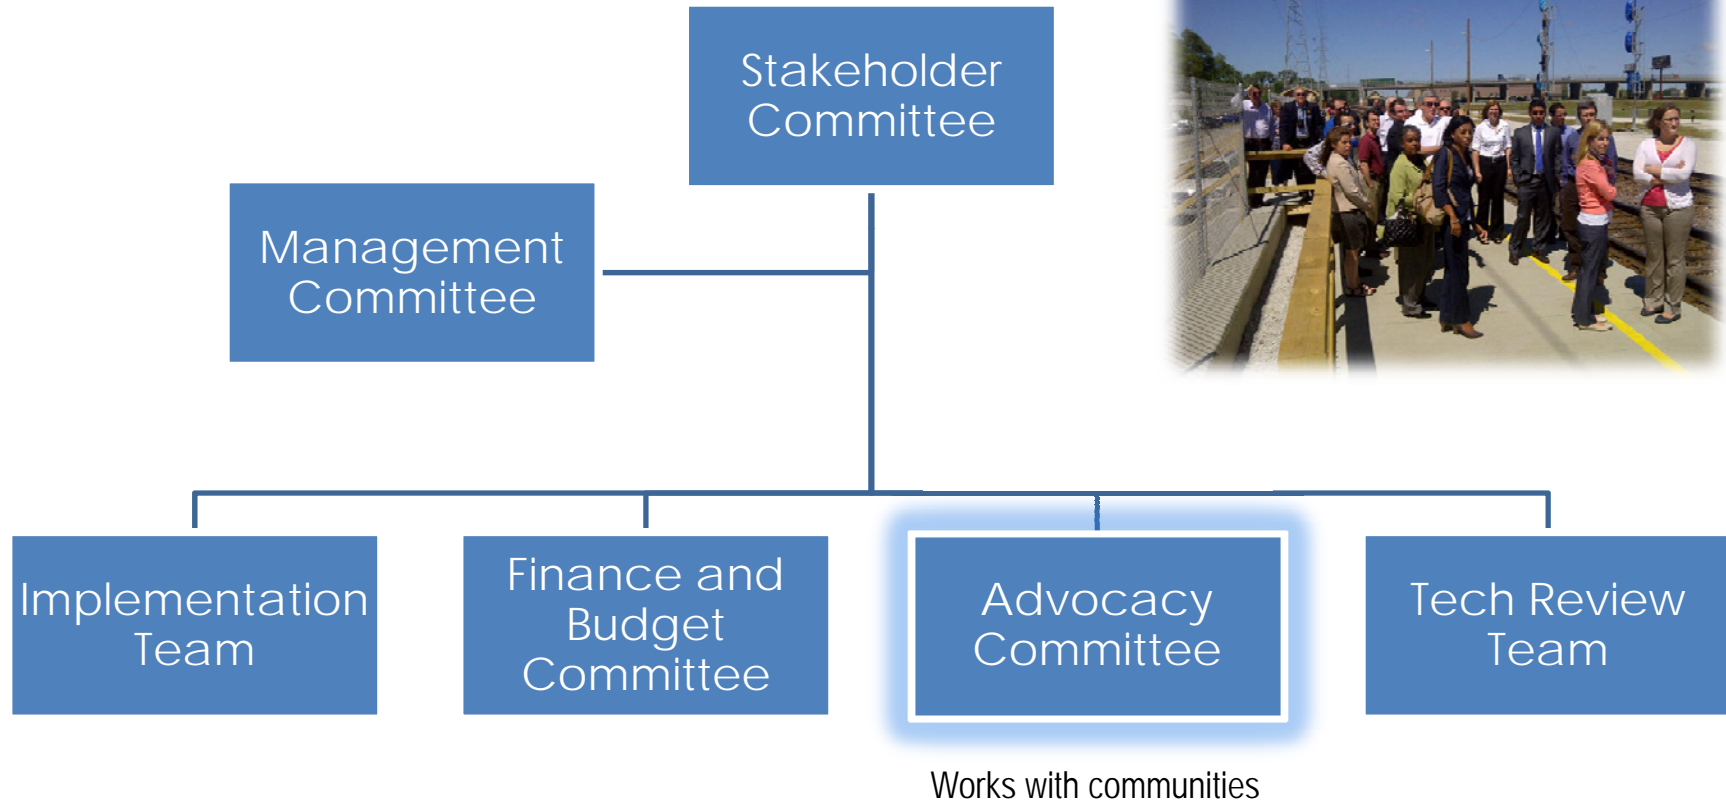 Stakeholder
Committee
Management
Committee
Implementation
Team
Finance and
Budget
Committee
Advocacy
Committee
Tech Review
Team
Works with communities